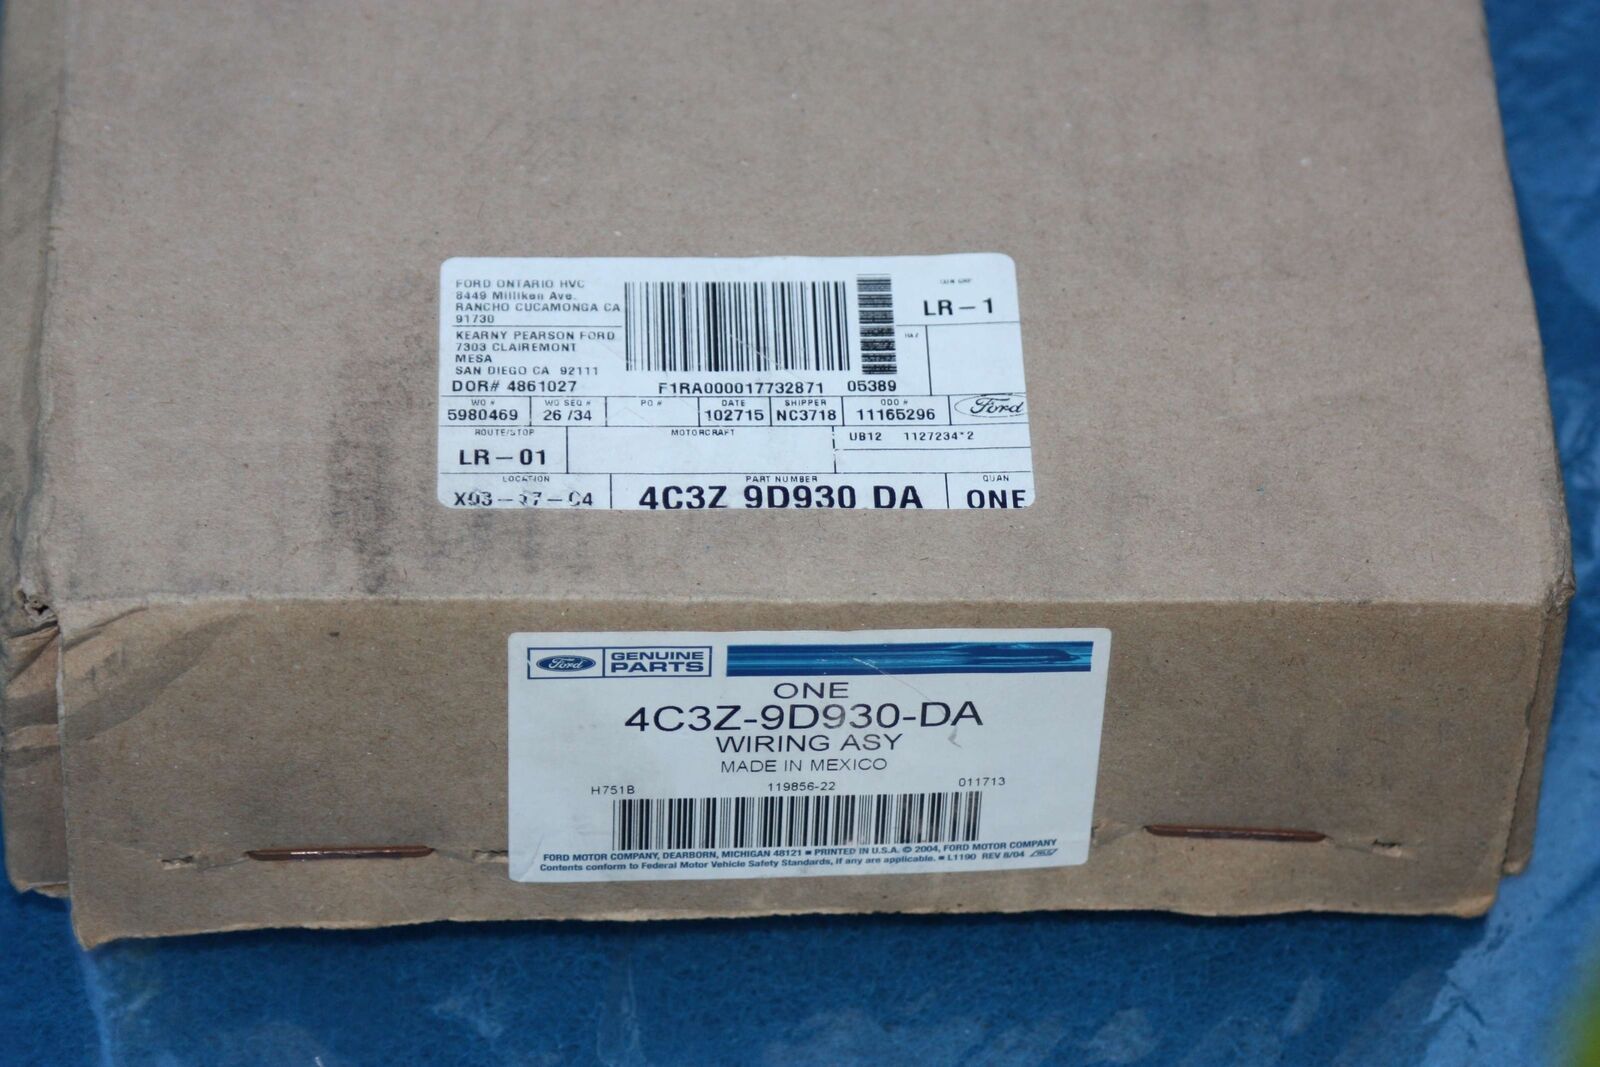 FORD ONTARIO HVC
8449 Milliken Ave.
RANCHO CUCAMONGA CA
91730
KEARNY PEARSON FORD
7303 CLAIREMONT
MESA
SAN DIEGO CA 92111
DOR# 4861027
F1RA000017732871 05389
LR-1
HAZ
WO # WO SEQ # PO # DATE SHIPPER DDO #
5980469 26 /34 102715 NC3718 11165296 Ford
ROUTE/STOP MOTORCRAFT UB12 1127234*2
LR-01
LOCATION PART NUMBER QUAN
4C3Z 9D930 DA ONE
Ford GENUINE
PARTS
ONE
4C3Z-9D930-DA
WIRING ASY
MADE IN MEXICO
H751B 119856-22 011713
FORD MOTOR COMPANY, DEARBORN, MICHIGAN 48121 ■ PRINTED IN U.S.A. © 2004, FORD MOTOR COMPANY
Contents conform to Federal Motor Vehicle Safety Standards, if any are applicable. ■ L1190 REV 8/04